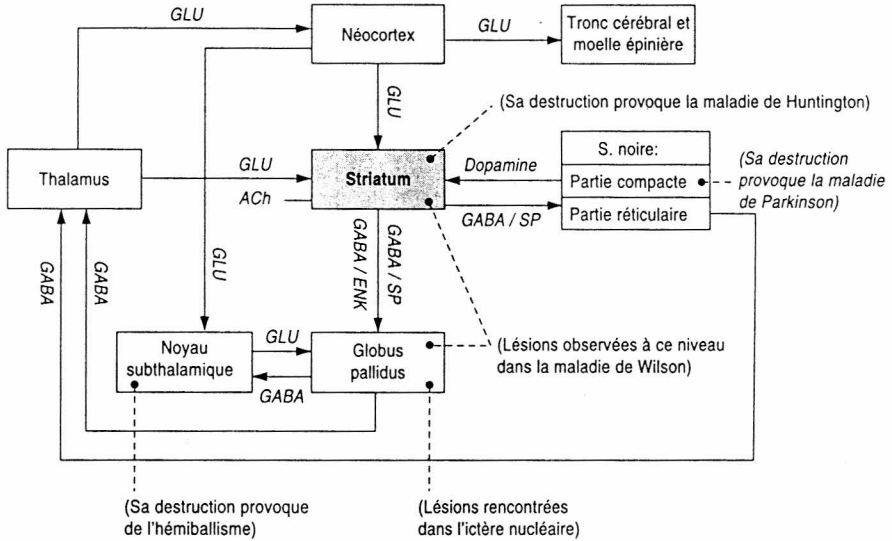 GLU
Néocortex
GLU
Tronc cérébral et
moelle épinière
GLU
(Sa destruction provoque la maladie de Huntington)
Thalamus
GLU
ACh
Striatum
Dopamine
GABA / SP
S. noire:
Partie compacte
Partie réticulaire
(Sa destruction
provoque la maladie
de Parkinson)
GABA
GABA
GLU
GABA / ENK
GABA / SP
Noyau
subthalamique
GLU
GABA
Globus
pallidus
(Lésions observées à ce niveau
dans la maladie de Wilson)
(Sa destruction provoque
de l'hémiballisme)
(Lésions rencontrées
dans l'ictère nucléaire)